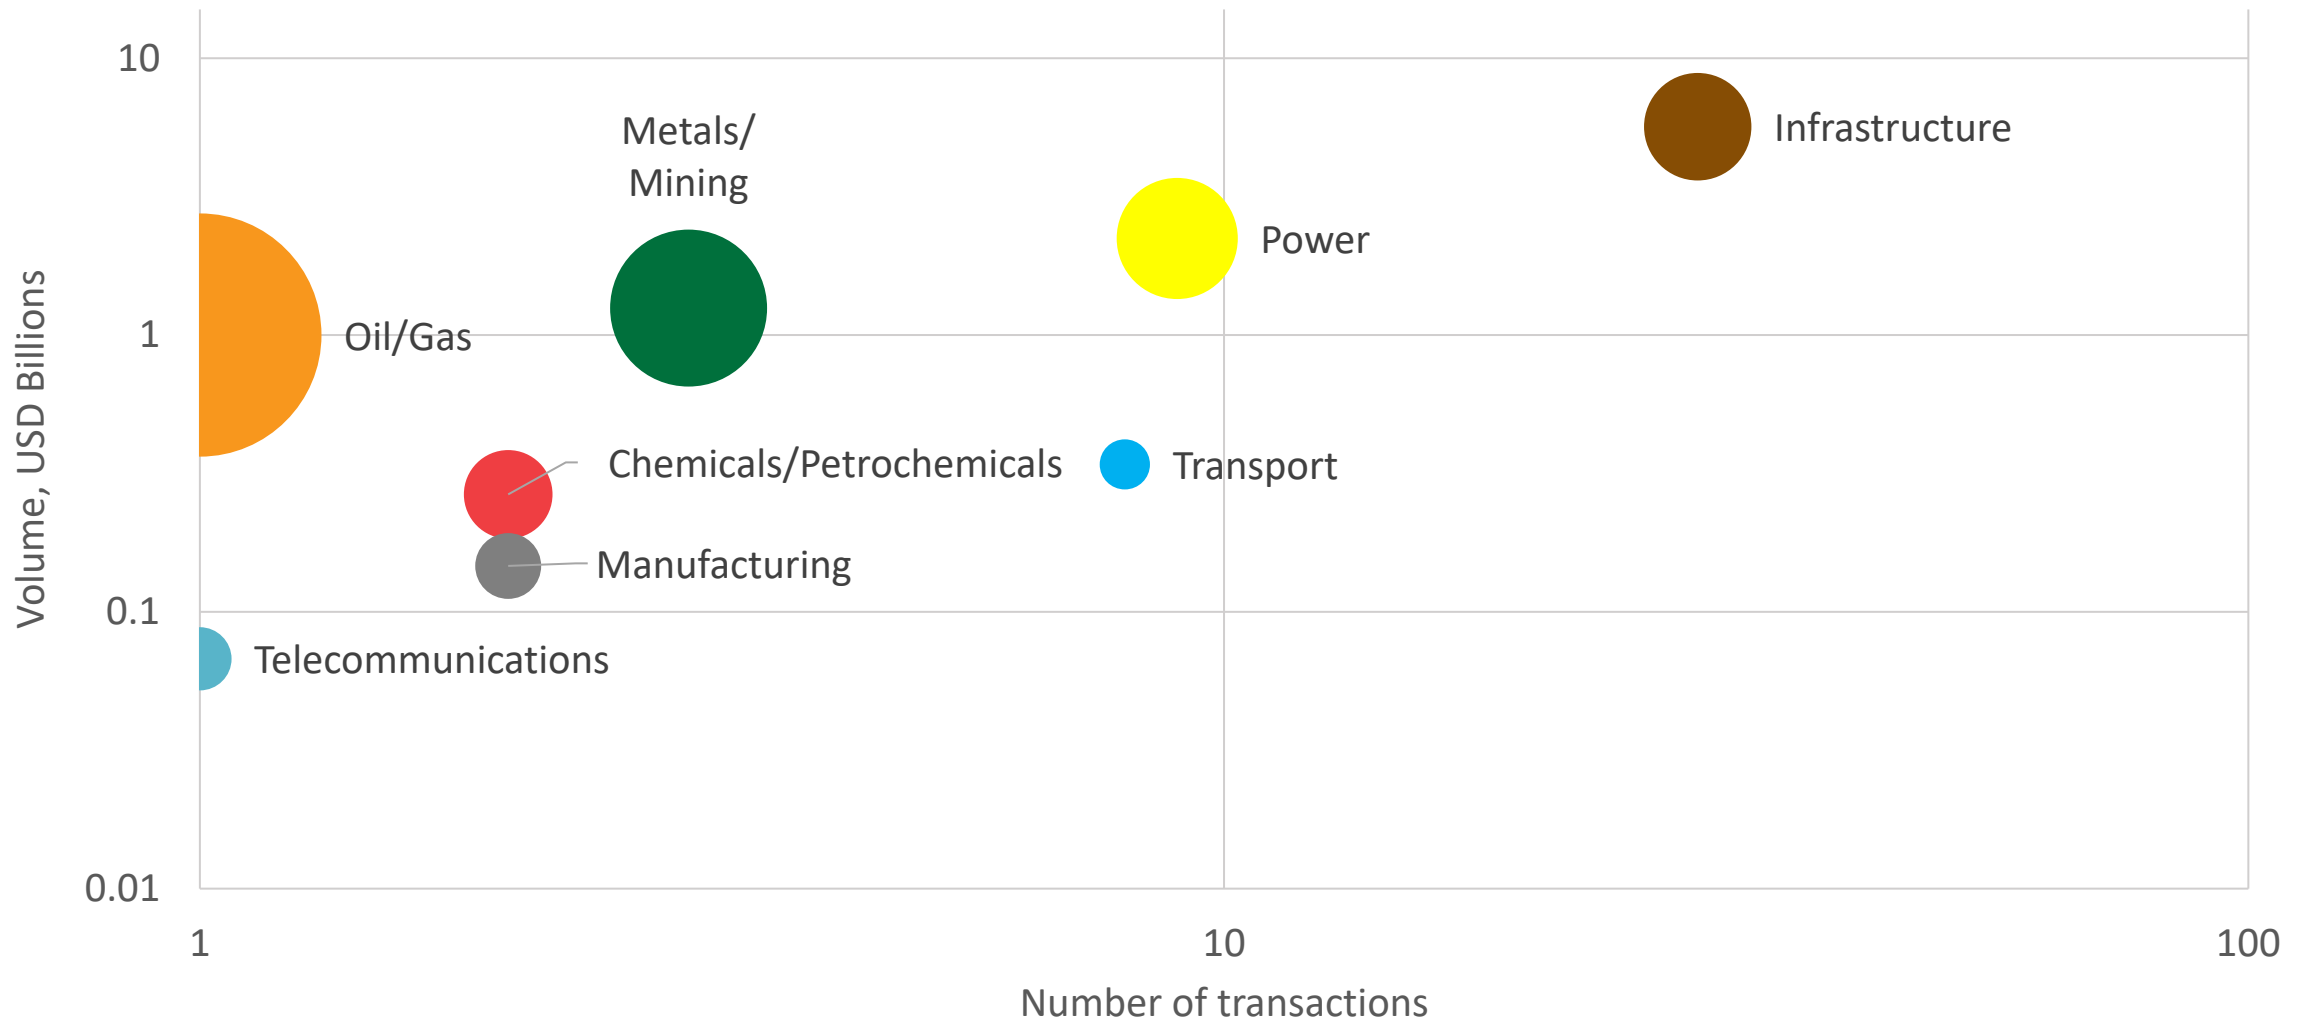 10
Metals/
Mining
Infrastructure
Power
1
Oil/Gas
Chemicals/Petrochemicals
Transport
Manufacturing
0.1
Telecommunications
0.01
1
10
100
Number of transactions
Volume, USD Billions